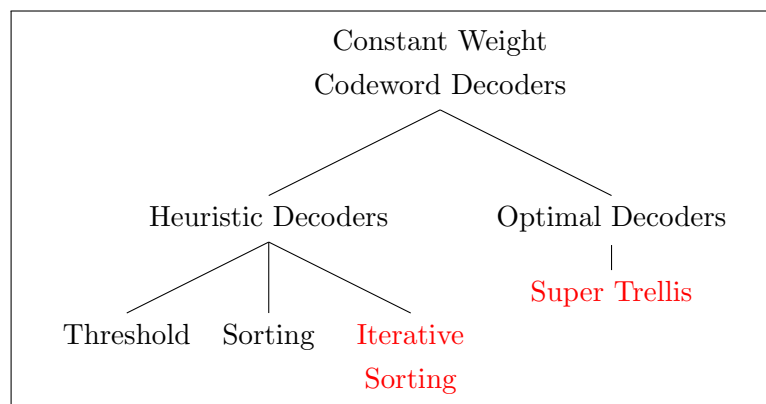 Constant Weight
Codeword Decoders
Heuristic Decoders
Optimal Decoders
Super Trellis
Threshold
Sorting
Iterative
Sorting